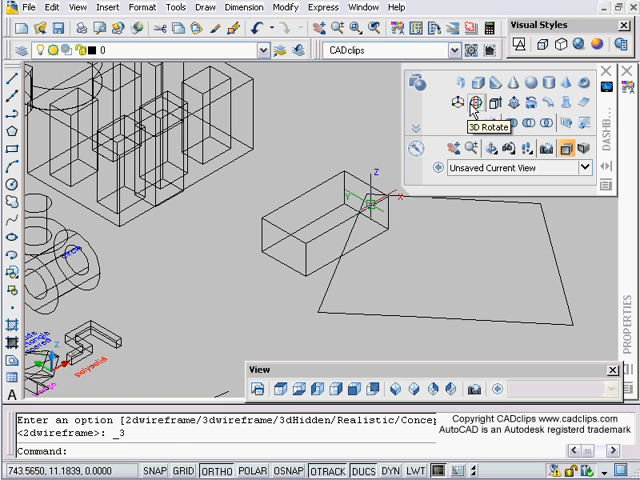 File Edit View Insert Format Tools Draw Dimension Modify Express Window Help
Visual Styles
0
CADclips
3D Rotate
DASHB...
Unsaved Current View
Z
Y
X
PROPERTIES
Z
polysolid
View
Enter an option [2dwireframe/3dwireframe/3dHidden/Realistic/Concep
<2dwireframe>: _3
Command:
Copyright CADclips www.cadclips.com
AutoCAD is an Autodesk registerd trademark
743.5650, 11.1839, 0.0000 SNAP GRID ORTHO POLAR OSNAP OTRACK DUCS DYN LWT